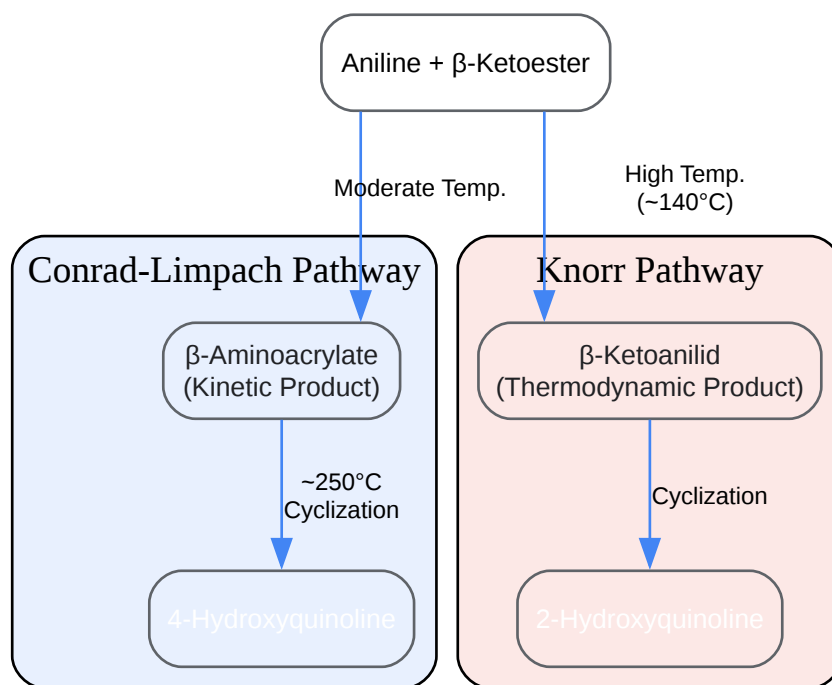 Aniline + β-Ketoester
Moderate Temp.
High Temp.
(~140°C)
Conrad-Limpach Pathway
Knorr Pathway
β-Aminoacrylate
(Kinetic Product)
β-Ketoanilid
(Thermodynamic Product)
~250°C
Cyclization
Cyclization
4-Hydroxyquinoline
2-Hydroxyquinoline